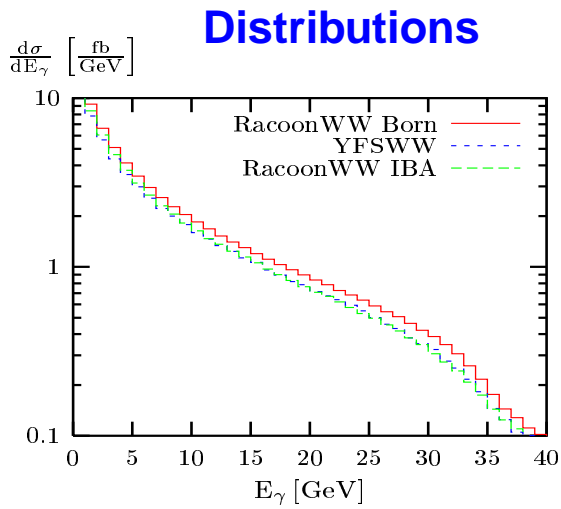 Distributions
dσ/dE_γ [fb/GeV]
10
RacoonWW Born
YFSWW
RacoonWW IBA
1
0.1
0 5 10 15 20 25 30 35 40
E_γ [GeV]